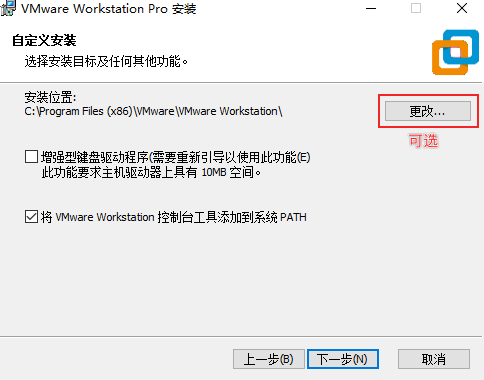 VMware Workstation Pro 安装
自定义安装
选择安装目标及任何其他功能。
安装位置:
C:\Program Files (x86)\VMware\VMware Workstation\
更改...
可选
增强型键盘驱动程序(需要重新引导以使用此功能(E)
此功能要求主机驱动器上具有 10MB 空间。
将 VMware Workstation 控制台工具添加到系统 PATH
上一步(B)
下一步(N)
取消